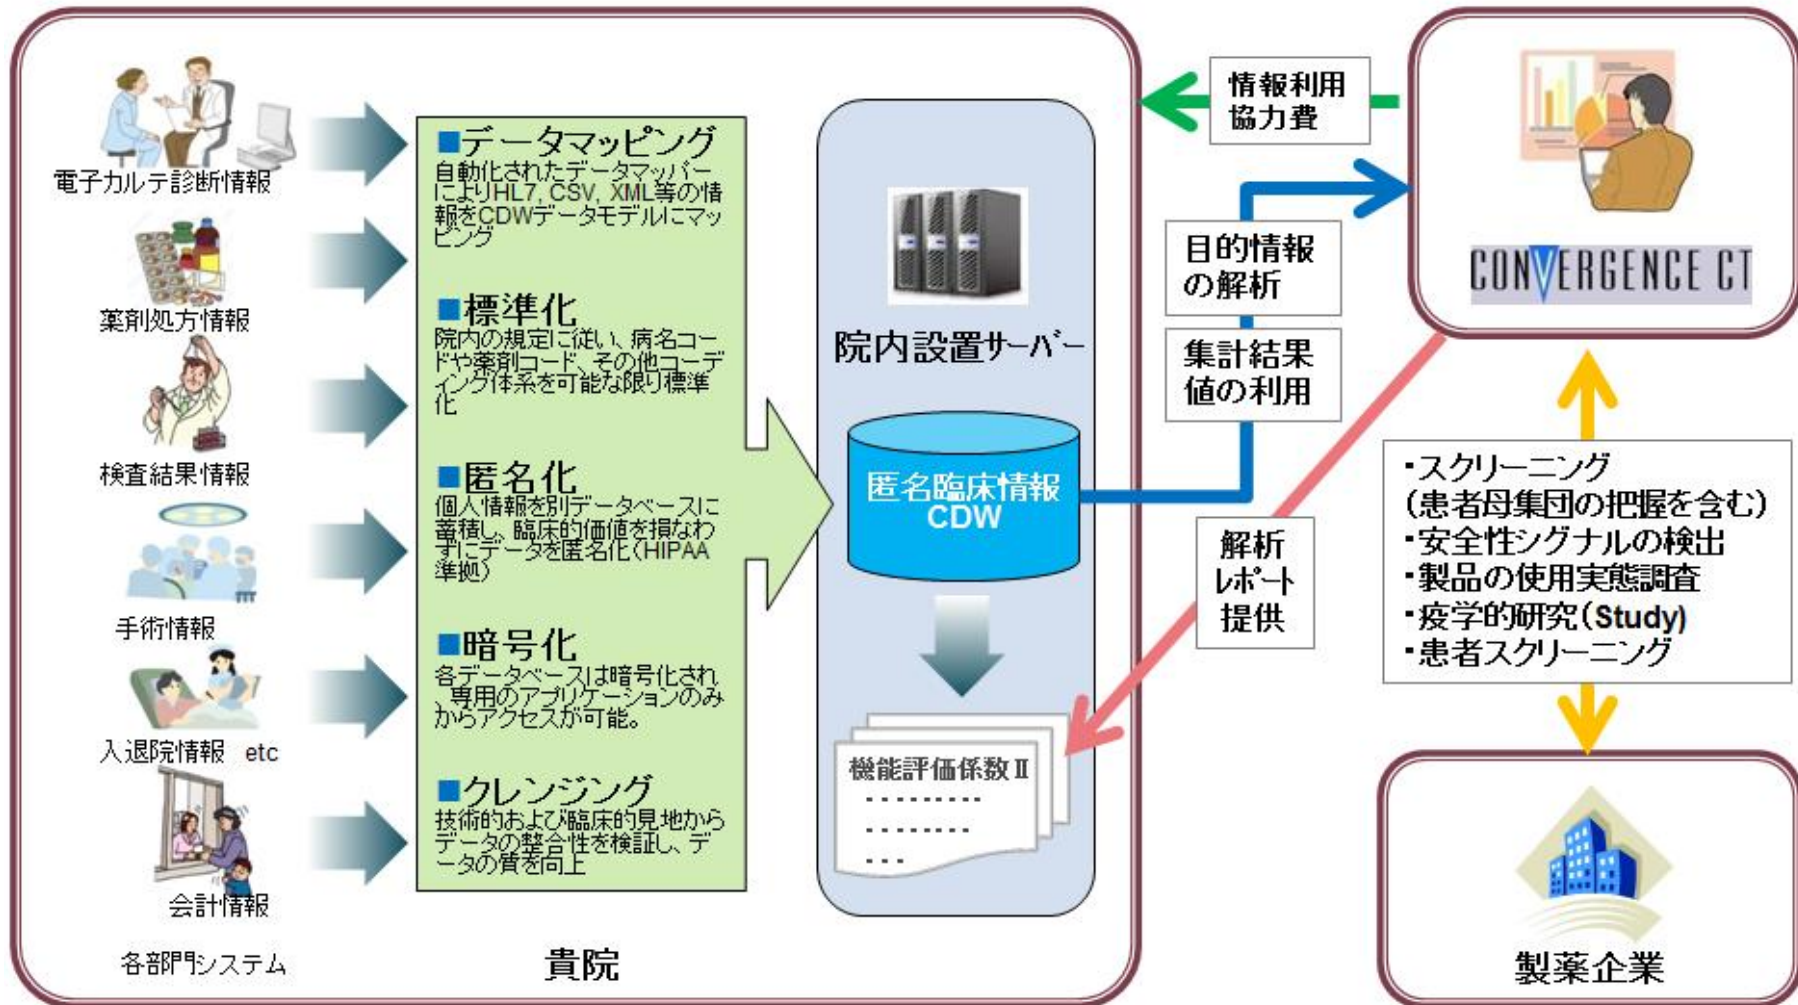 電子カルテ診断情報
薬剤処方情報
検査結果情報
手術情報
入退院情報 etc
会計情報
各部門システム
■データマッピング
自動化されたデータマッパー
によりHL7, CSV, XML等の情
報をCDWデータモデルにマッ
ピング
■標準化
院内の規定に従い、病名コー
ドや薬剤コード、その他コーデ
ィング体系を可能な限り標準
化
■匿名化
個人情報を別データベースに
蓄積し、臨床的価値を損なわ
ずにデータを匿名化(HIPAA
準拠)
■暗号化
各データベースは暗号化され
、専用のアプリケーションのみ
からアクセスが可能。
■クレンジング
技術的および臨床的見地から
データの整合性を検証し、デ
ータの質を向上
貴院
院内設置サーバー
匿名臨床情報
CDW
機能評価係数Ⅱ
情報利用
協力費
目的情報
の解析
集計結果
値の利用
解析
レポート
提供
CONVERGENCE CT
・スクリーニング
(患者母集団の把握を含む)
・安全性シグナルの検出
・製品の使用実態調査
・疫学的研究(Study)
・患者スクリーニング
製薬企業